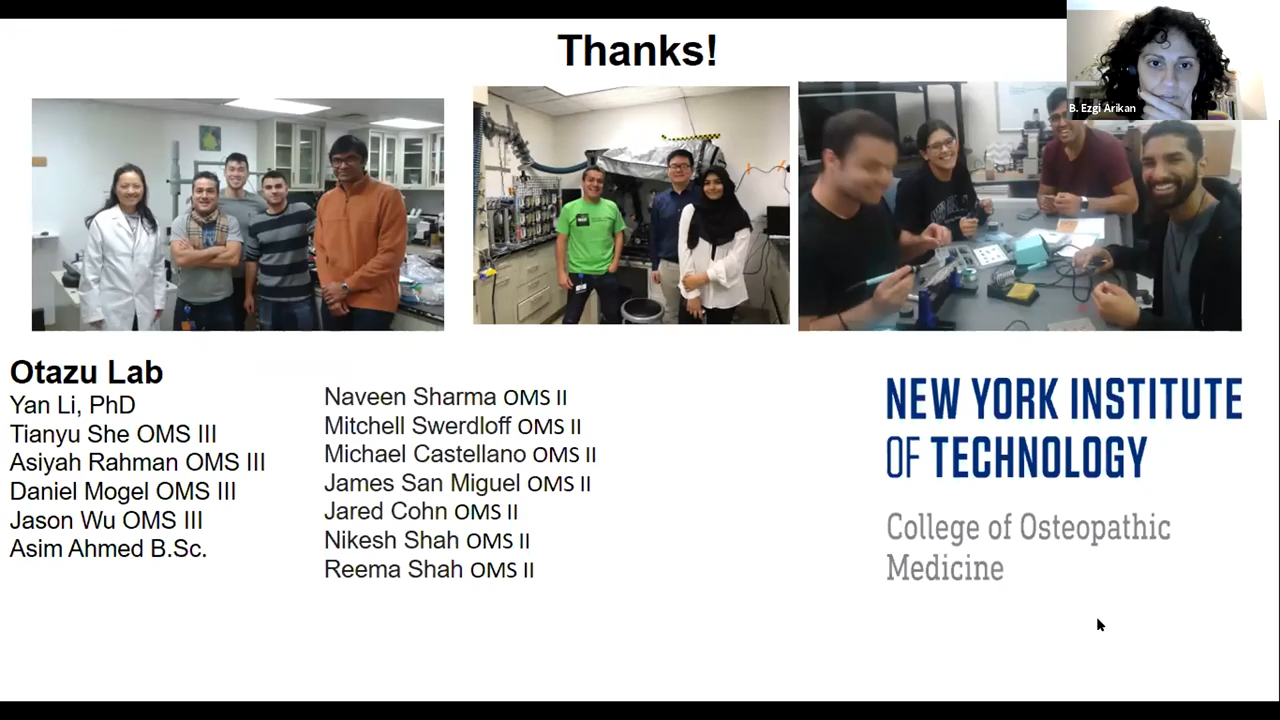 Thanks!
B. Ezgi Arikan
Otazu Lab
Yan Li, PhD
Tianyu She OMS III
Asiyah Rahman OMS III
Daniel Mogel OMS III
Jason Wu OMS III
Asim Ahmed B.Sc.
Naveen Sharma OMS II
Mitchell Swerdloff OMS II
Michael Castellano OMS II
James San Miguel OMS II
Jared Cohn OMS II
Nikesh Shah OMS II
Reema Shah OMS II
NEW YORK INSTITUTE
OF TECHNOLOGY
College of Osteopathic
Medicine